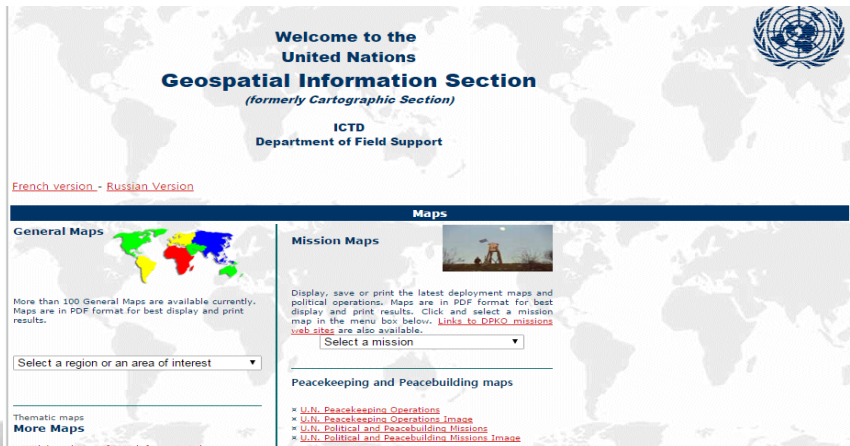 Welcome to the
United Nations
Geospatial Information Section
(formerly Cartographic Section)
ICTD
Department of Field Support
French version - Russian Version
Maps
General Maps
More than 100 General Maps are available currently.
Maps are in PDF format for best display and print
results.
Select a region or an area of interest
Thematic maps
More Maps
Mission Maps
Display, save or print the latest deployment maps and
political operations. Maps are in PDF format for best
display and print results. Click and select a mission
map in the menu box below. Links to DPKO missions
web sites are also available.
Select a mission
Peacekeeping and Peacebuilding maps
¤ U.N. Peacekeeping Operations
¤ U.N. Peacekeeping Operations Image
¤ U.N. Political and Peacebuilding Missions
¤ U.N. Political and Peacebuilding Missions Image